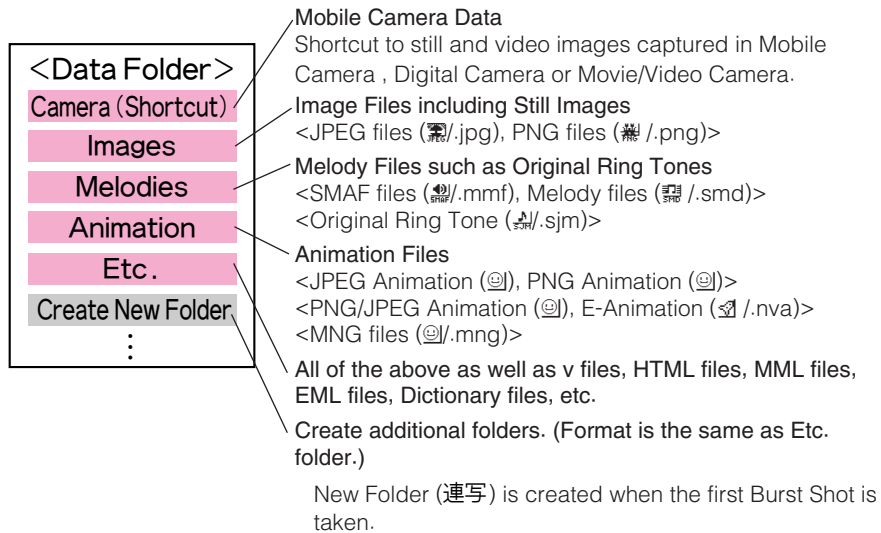 <Data Folder>
Camera (Shortcut)
Images
Melodies
Animation
Etc.
Create New Folder
⋮
Mobile Camera Data
Shortcut to still and video images captured in Mobile
Camera , Digital Camera or Movie/Video Camera.
Image Files including Still Images
<JPEG files (/.jpg), PNG files ( /.png)>
Melody Files such as Original Ring Tones
<SMAF files (/.mmf), Melody files ( /.smd)>
<Original Ring Tone (/.sjm)>
Animation Files
<JPEG Animation (), PNG Animation ()>
<PNG/JPEG Animation (), E-Animation ( /.nva)>
<MNG files (/.mng)>
All of the above as well as v files, HTML files, MML files,
EML files, Dictionary files, etc.
Create additional folders. (Format is the same as Etc.
folder.)
New Folder (連写) is created when the first Burst Shot is
taken.